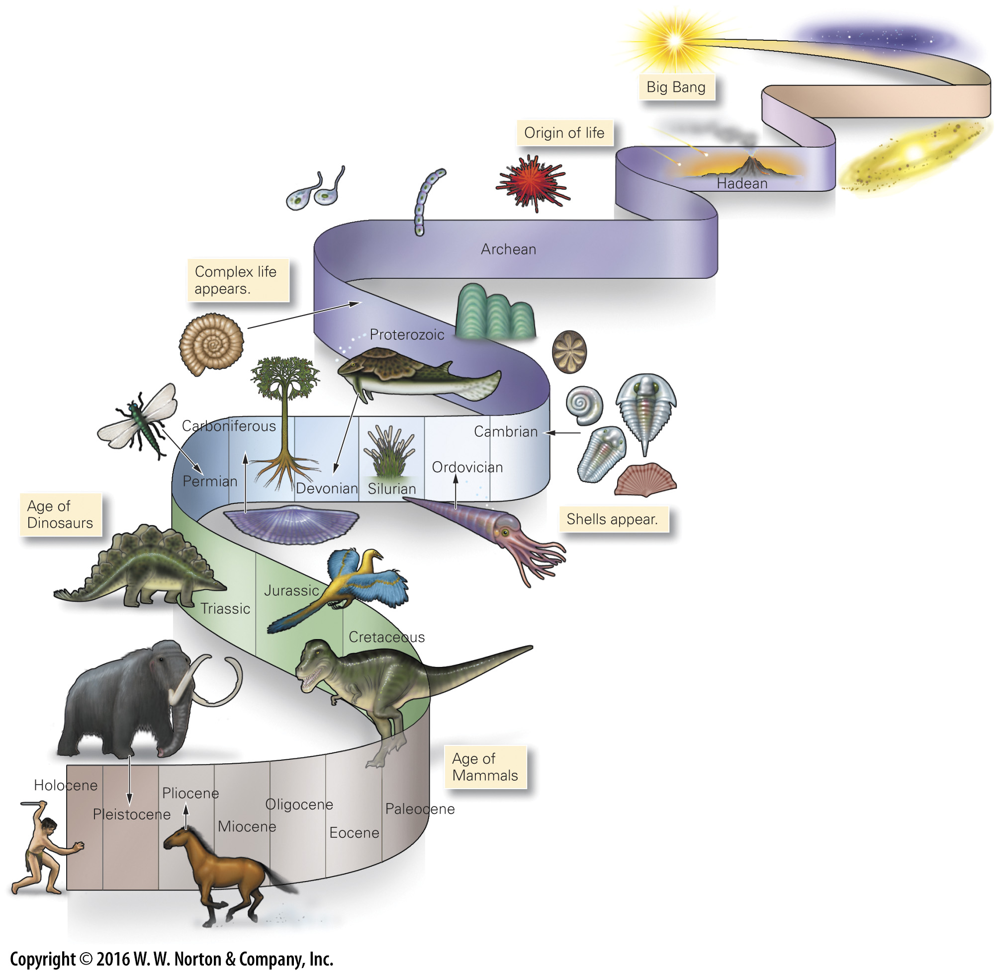 Big Bang
Origin of life
Hadean
Archean
Complex life
appears.
Proterozoic
Carboniferous
Cambrian
Ordovician
Permian
Devonian
Silurian
Age of
Dinosaurs
Shells appear.
Jurassic
Triassic
Cretaceous
Age of
Mammals
Holocene
Pliocene
Pleistocene
Oligocene
Paleocene
Miocene
Eocene
Copyright © 2016 W. W. Norton & Company, Inc.